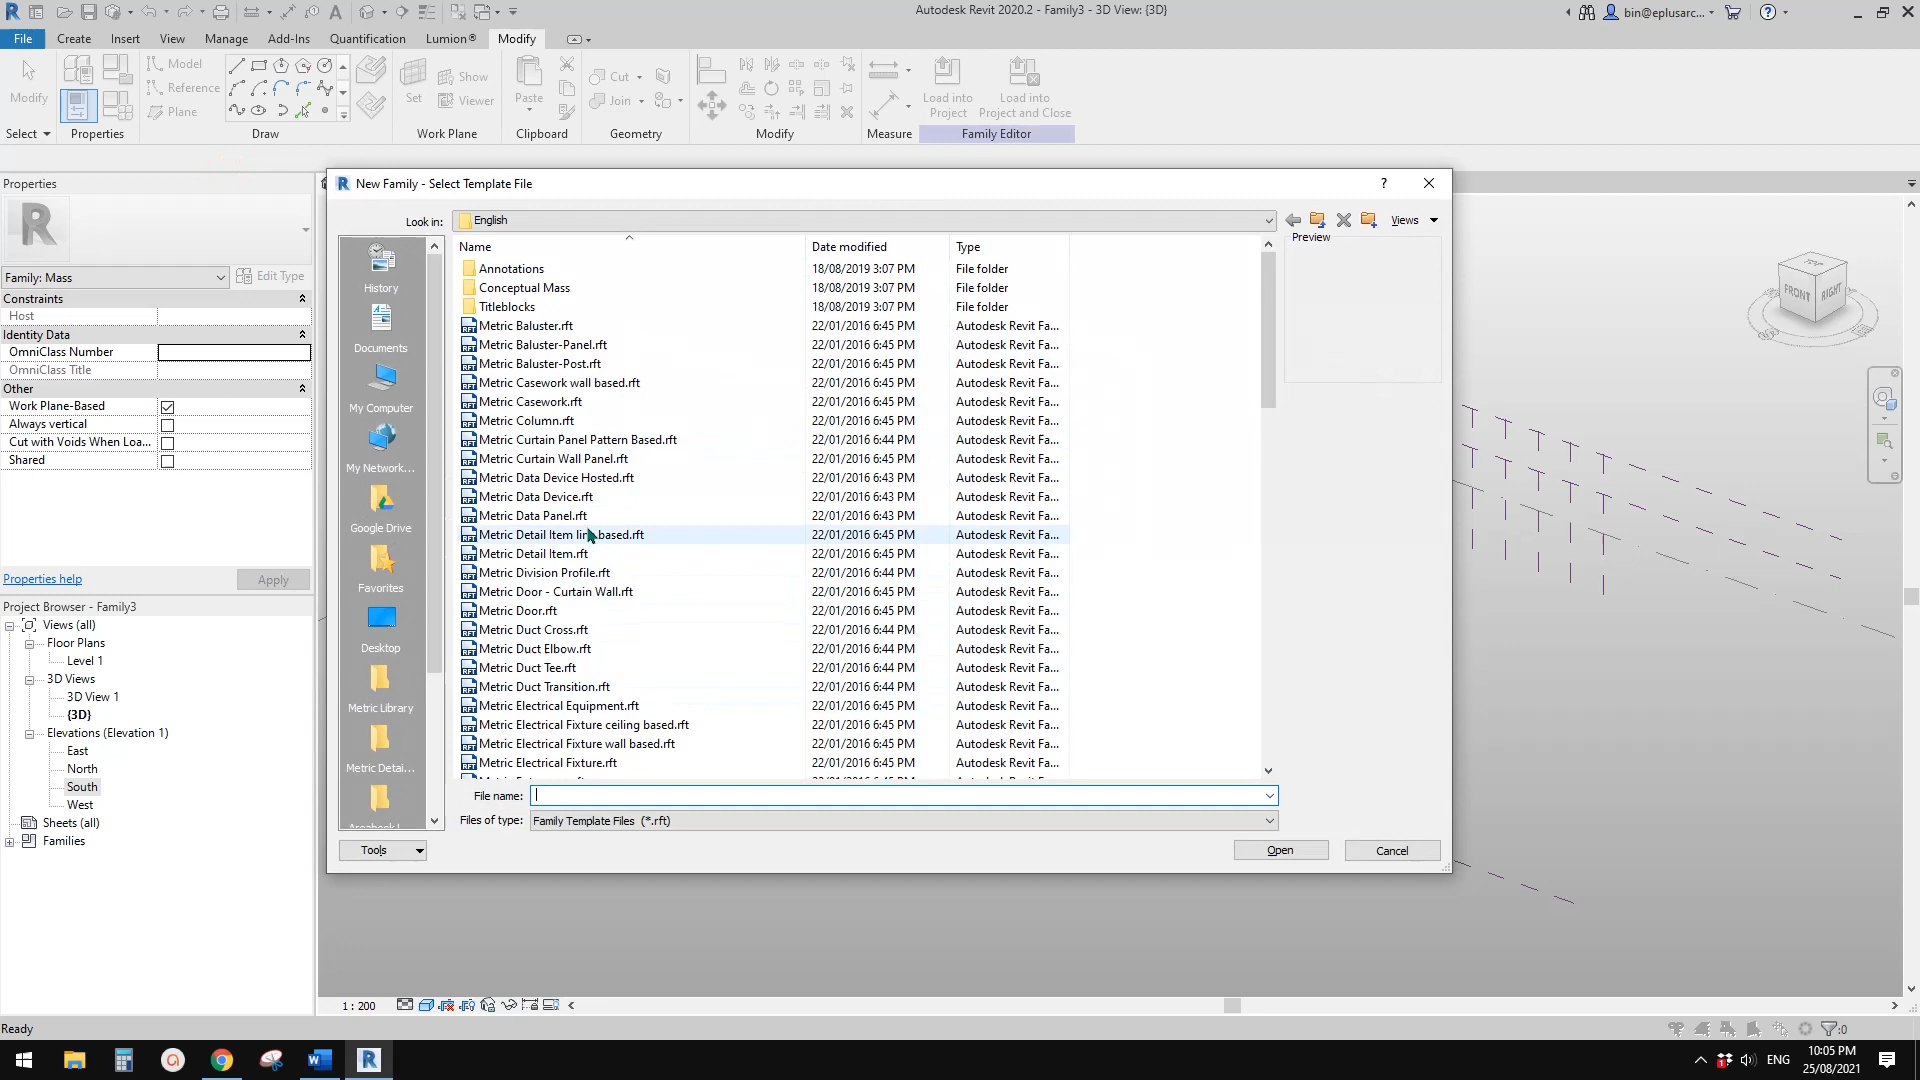 Autodesk Revit 2020.2 - Family3 - 3D View: {3D}
bin@eplusarc...
File Create Insert View Manage Add-Ins Quantification Lumion® Modify
Modify
Model
Reference
Plane
Set
Show
Viewer
Paste
Cut
Join
Load into Project
Load into Project and Close
Select Properties Draw Work Plane Clipboard Geometry Modify Measure Family Editor
Properties
Family: Mass
Edit Type
Constraints
Host
Identity Data
OmniClass Number
OmniClass Title
Other
Work Plane-Based
Always vertical
Cut with Voids When Loa...
Shared
Properties help
Apply
Project Browser - Family3
Views (all)
Floor Plans
Level 1
3D Views
3D View 1
{3D}
Elevations (Elevation 1)
East
North
South
West
Sheets (all)
Families
New Family - Select Template File
Look in: English
Views
Preview
History
Documents
My Computer
My Network...
Google Drive
Favorites
Desktop
Metric Library
Metric Detai...
Name Date modified Type
Annotations 18/08/2019 3:07 PM File folder
Conceptual Mass 18/08/2019 3:07 PM File folder
Titleblocks 18/08/2019 3:07 PM File folder
Metric Baluster.rft 22/01/2016 6:45 PM Autodesk Revit Fa...
Metric Baluster-Panel.rft 22/01/2016 6:45 PM Autodesk Revit Fa...
Metric Baluster-Post.rft 22/01/2016 6:45 PM Autodesk Revit Fa...
Metric Casework wall based.rft 22/01/2016 6:45 PM Autodesk Revit Fa...
Metric Casework.rft 22/01/2016 6:45 PM Autodesk Revit Fa...
Metric Column.rft 22/01/2016 6:45 PM Autodesk Revit Fa...
Metric Curtain Panel Pattern Based.rft 22/01/2016 6:44 PM Autodesk Revit Fa...
Metric Curtain Wall Panel.rft 22/01/2016 6:45 PM Autodesk Revit Fa...
Metric Data Device Hosted.rft 22/01/2016 6:43 PM Autodesk Revit Fa...
Metric Data Device.rft 22/01/2016 6:43 PM Autodesk Revit Fa...
Metric Data Panel.rft 22/01/2016 6:43 PM Autodesk Revit Fa...
Metric Detail Item line based.rft 22/01/2016 6:45 PM Autodesk Revit Fa...
Metric Detail Item.rft 22/01/2016 6:45 PM Autodesk Revit Fa...
Metric Division Profile.rft 22/01/2016 6:44 PM Autodesk Revit Fa...
Metric Door - Curtain Wall.rft 22/01/2016 6:45 PM Autodesk Revit Fa...
Metric Door.rft 22/01/2016 6:45 PM Autodesk Revit Fa...
Metric Duct Cross.rft 22/01/2016 6:44 PM Autodesk Revit Fa...
Metric Duct Elbow.rft 22/01/2016 6:44 PM Autodesk Revit Fa...
Metric Duct Tee.rft 22/01/2016 6:44 PM Autodesk Revit Fa...
Metric Duct Transition.rft 22/01/2016 6:44 PM Autodesk Revit Fa...
Metric Electrical Equipment.rft 22/01/2016 6:45 PM Autodesk Revit Fa...
Metric Electrical Fixture ceiling based.rft 22/01/2016 6:45 PM Autodesk Revit Fa...
Metric Electrical Fixture wall based.rft 22/01/2016 6:45 PM Autodesk Revit Fa...
Metric Electrical Fixture.rft 22/01/2016 6:45 PM Autodesk Revit Fa...
File name:
Files of type: Family Template Files (*.rft)
Tools Open Cancel
TOP
FRONT
RIGHT
1 : 200
Ready
:0
ENG
10:05 PM
25/08/2021